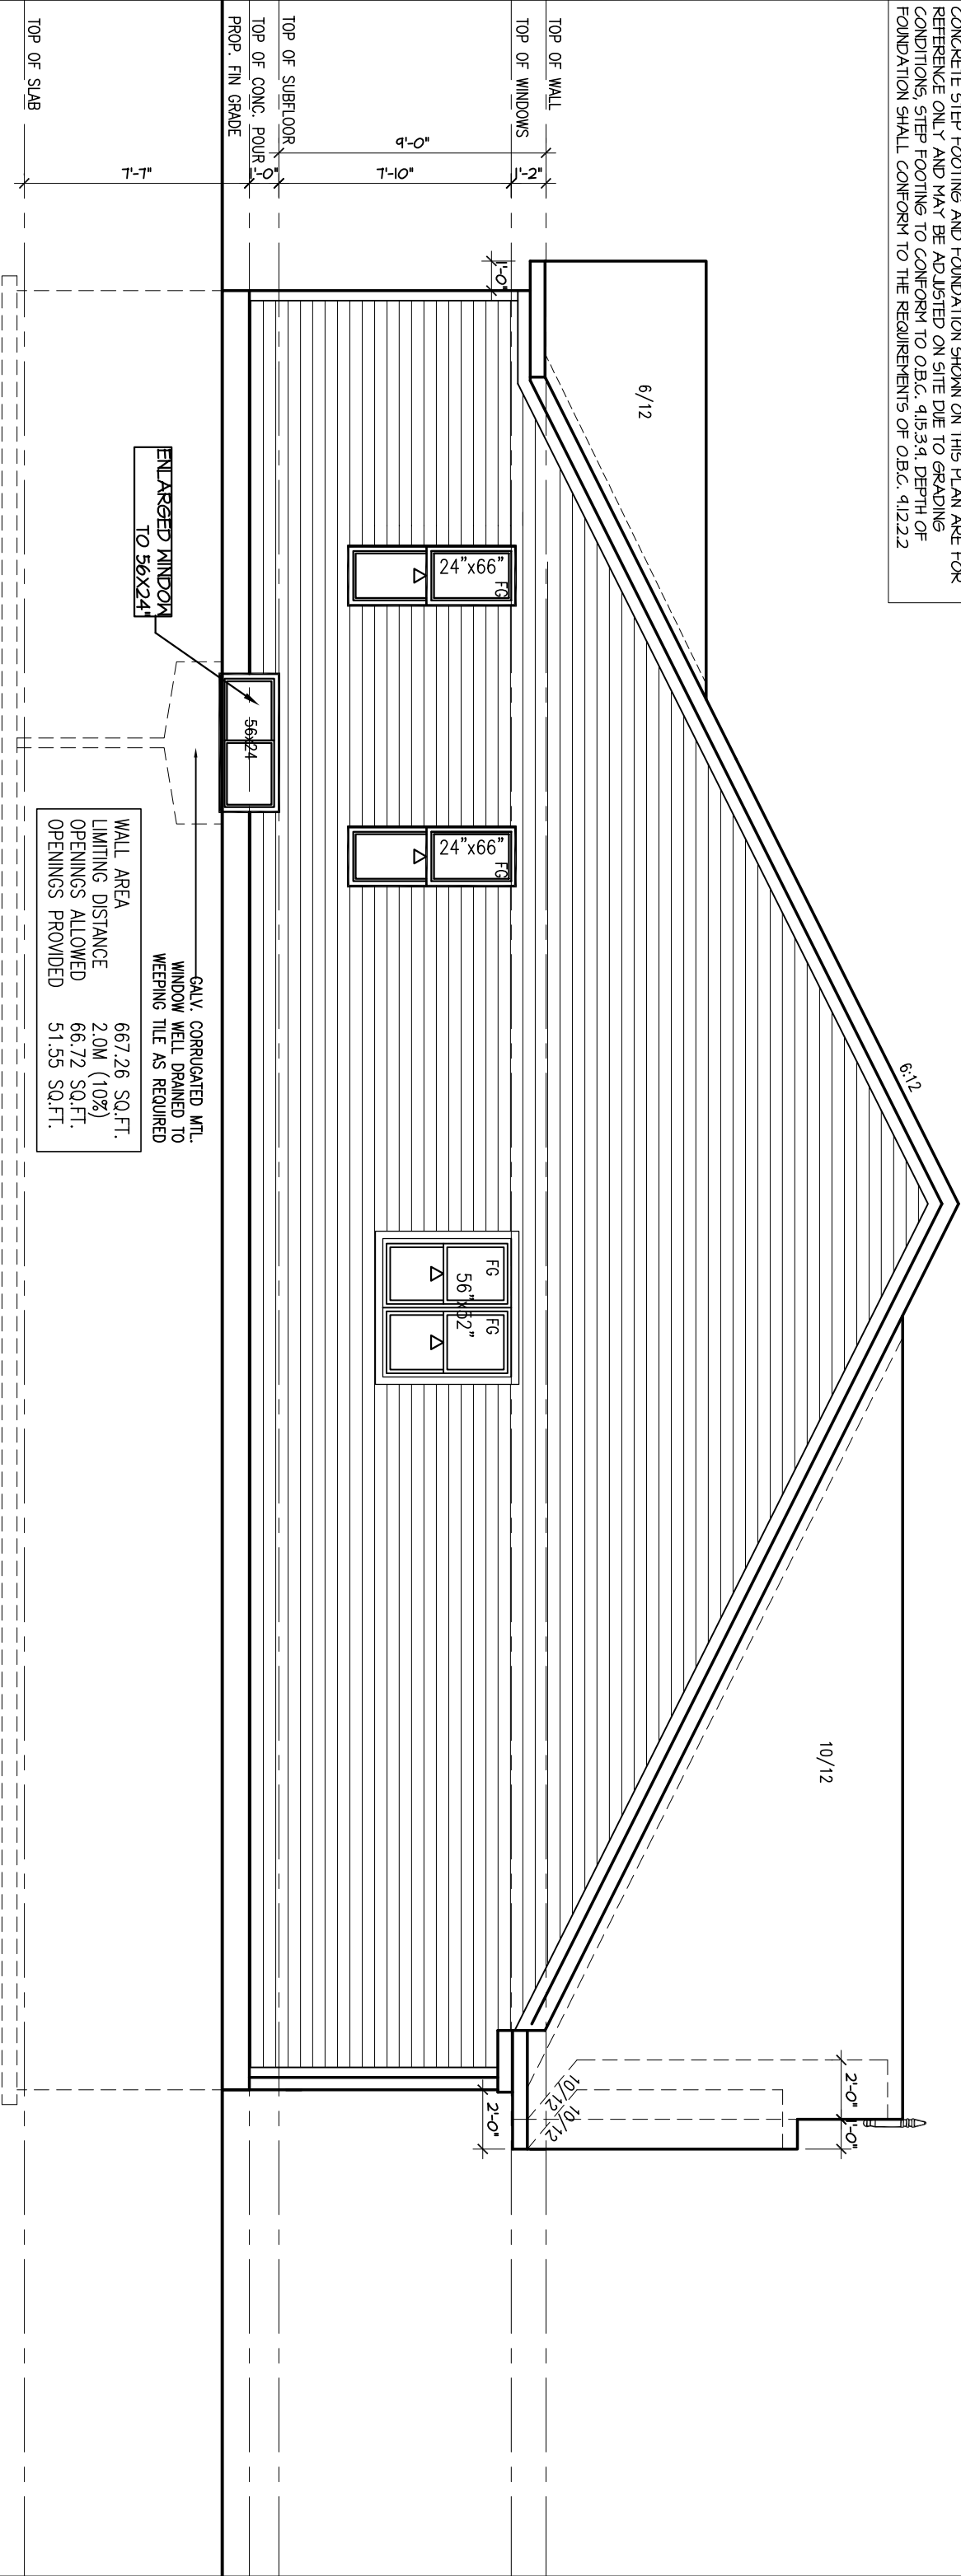 CONCRETE STEP FOOTING AND FOUNDATION SHOWN ON THIS PLAN ARE FOR
REFERENCE ONLY AND MAY BE ADJUSTED ON SITE DUE TO GRADING
CONDITIONS, STEP FOOTING TO CONFORM TO O.B.C. 9.15.3.9. DEPTH OF
FOUNDATION SHALL CONFORM TO THE REQUIREMENTS OF O.B.C. 9.12.2.2
6:12
10/12
6/12
2'-0"
1'-0"
10/12
10/12
2'-0"
1'-0"
TOP OF WALL
TOP OF WINDOWS
TOP OF SUBFLOOR
TOP OF CONC. POUR
PROP. FIN GRADE
TOP OF SLAB
9'-0"
1'-2"
7'-10"
1'-0"
7'-7"
24"x66"
FG
24"x66"
FG
FG
FG
56"x52"
56x24
ENLARGED WINDOW
TO 56X24"
GALV. CORRUGATED MTL.
WINDOW WELL DRAINED TO
WEEPING TILE AS REQUIRED
WALL AREA 667.26 SQ.FT.
LIMITING DISTANCE 2.0M (10%)
OPENINGS ALLOWED 66.72 SQ.FT.
OPENINGS PROVIDED 51.55 SQ.FT.